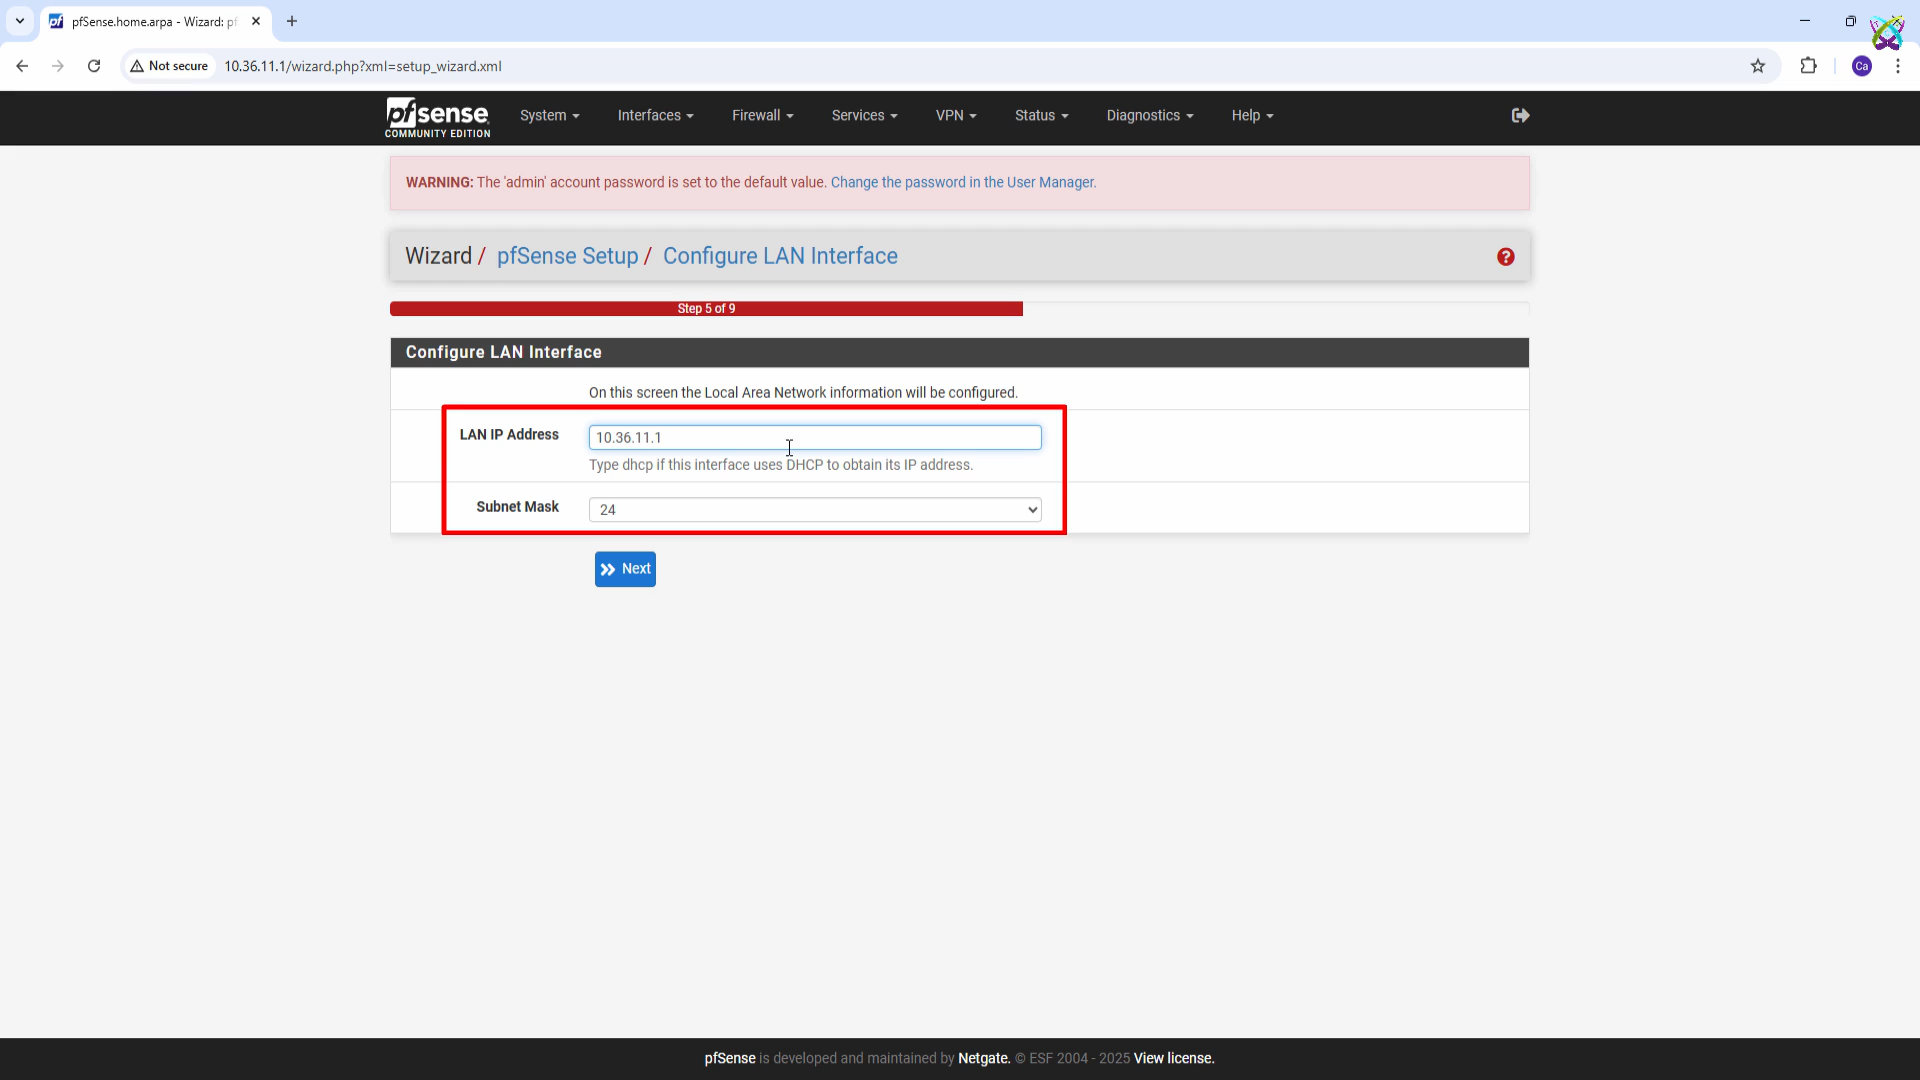 pfSense.home.arpa - Wizard: pf
Not secure
10.36.11.1/wizard.php?xml=setup_wizard.xml
Ca
pfsense
COMMUNITY EDITION
System
Interfaces
Firewall
Services
VPN
Status
Diagnostics
Help
WARNING: The 'admin' account password is set to the default value. Change the password in the User Manager.
Wizard / pfSense Setup / Configure LAN Interface
Step 5 of 9
Configure LAN Interface
On this screen the Local Area Network information will be configured.
LAN IP Address
10.36.11.1
Type dhcp if this interface uses DHCP to obtain its IP address.
Subnet Mask
24
Next
pfSense is developed and maintained by Netgate. © ESF 2004 - 2025 View license.